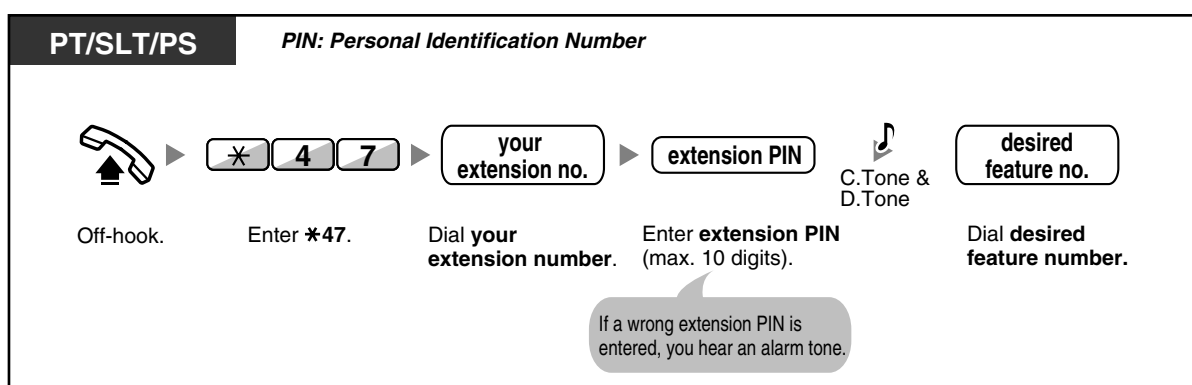 PT/SLT/PS
PIN: Personal Identification Number
✳ 4 7
your
extension no.
extension PIN
C.Tone &
D.Tone
desired
feature no.
Off-hook.
Enter ✳47.
Dial your
extension number.
Enter extension PIN
(max. 10 digits).
Dial desired
feature number.
If a wrong extension PIN is
entered, you hear an alarm tone.